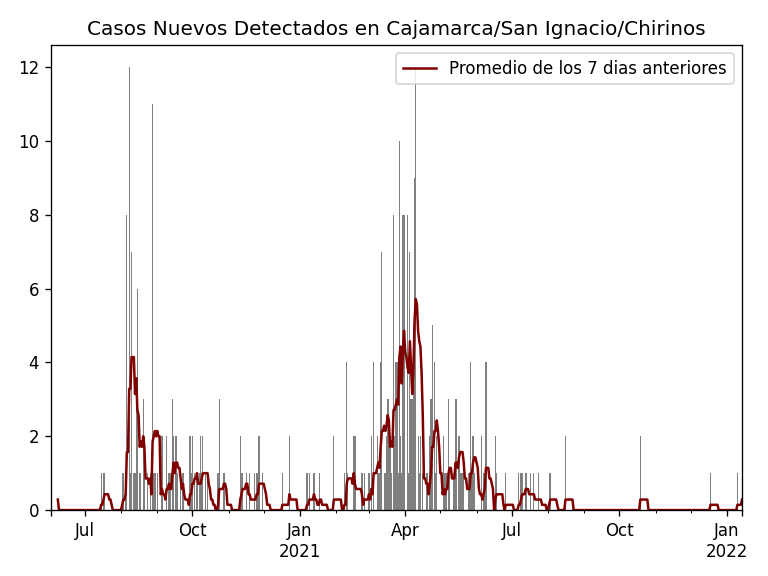 Casos Nuevos Detectados en Cajamarca/San Ignacio/Chirinos
Promedio de los 7 dias anteriores
12
10
8
6
4
2
0
Jul Oct Jan Apr Jul Oct Jan
2021 2022